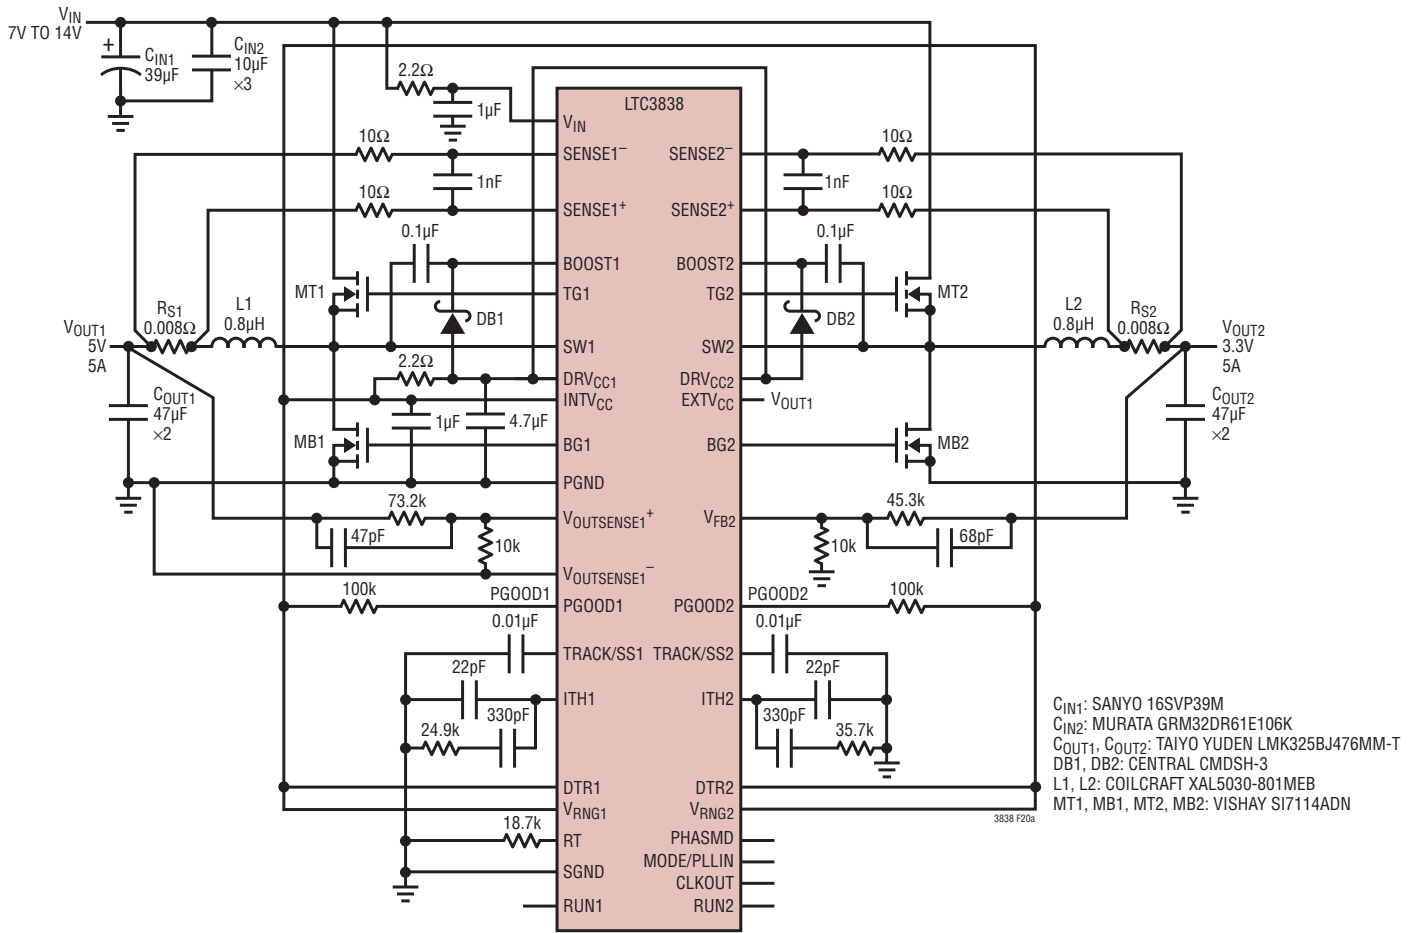 VIN
7V TO 14V
+
CIN1
39µF
CIN2
10µF
×3
2.2Ω
1µF
LTC3838
VIN
10Ω
SENSE1–
SENSE2–
10Ω
1nF
1nF
10Ω
SENSE1+
SENSE2+
10Ω
0.1µF
0.1µF
BOOST1
BOOST2
MT1
TG1
TG2
MT2
DB1
DB2
RS1
0.008Ω
L1
0.8µH
L2
0.8µH
RS2
0.008Ω
VOUT1
5V
5A
SW1
SW2
VOUT2
3.3V
5A
2.2Ω
DRVCC1
DRVCC2
INTVCC
EXTVCC
VOUT1
COUT1
47µF
×2
1µF
4.7µF
COUT2
47µF
×2
MB1
BG1
BG2
MB2
PGND
73.2k
45.3k
VOUTSENSE1+
VFB2
47pF
10k
10k
68pF
VOUTSENSE1–
100k
PGOOD1
PGOOD2
100k
PGOOD1
PGOOD2
0.01µF
0.01µF
TRACK/SS1
TRACK/SS2
22pF
22pF
ITH1
ITH2
330pF
330pF
24.9k
35.7k
DTR1
DTR2
VRNG1
VRNG2
3838 F20a
18.7k
RT
PHASMD
MODE/PLLIN
SGND
CLKOUT
RUN1
RUN2
CIN1: SANYO 16SVP39M
CIN2: MURATA GRM32DR61E106K
COUT1, COUT2: TAIYO YUDEN LMK325BJ476MM-T
DB1, DB2: CENTRAL CMDSH-3
L1, L2: COILCRAFT XAL5030-801MEB
MT1, MB1, MT2, MB2: VISHAY SI7114ADN